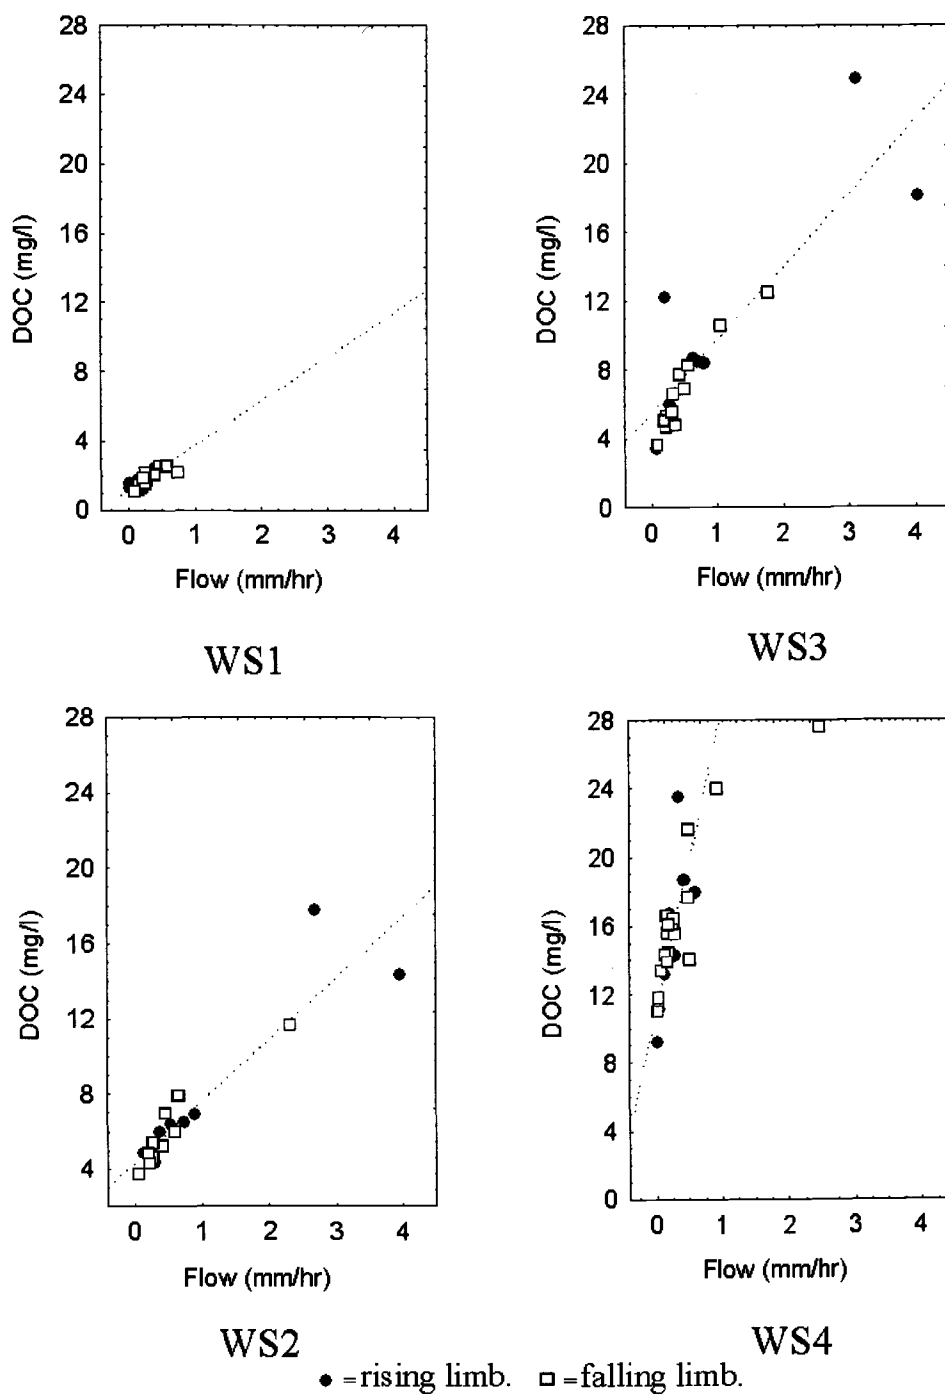 28
24
20
16
12
8
4
0
DOC (mg/l)
0 1 2 3 4
Flow (mm/hr)
WS1
28
24
20
16
12
8
4
0
DOC (mg/l)
0 1 2 3 4
Flow (mm/hr)
WS3
28
24
20
16
12
8
4
DOC (mg/l)
0 1 2 3 4
Flow (mm/hr)
WS2
28
24
20
16
12
8
4
0
DOC (mg/l)
0 1 2 3 4
Flow (mm/hr)
WS4
=rising limb. =falling limb.